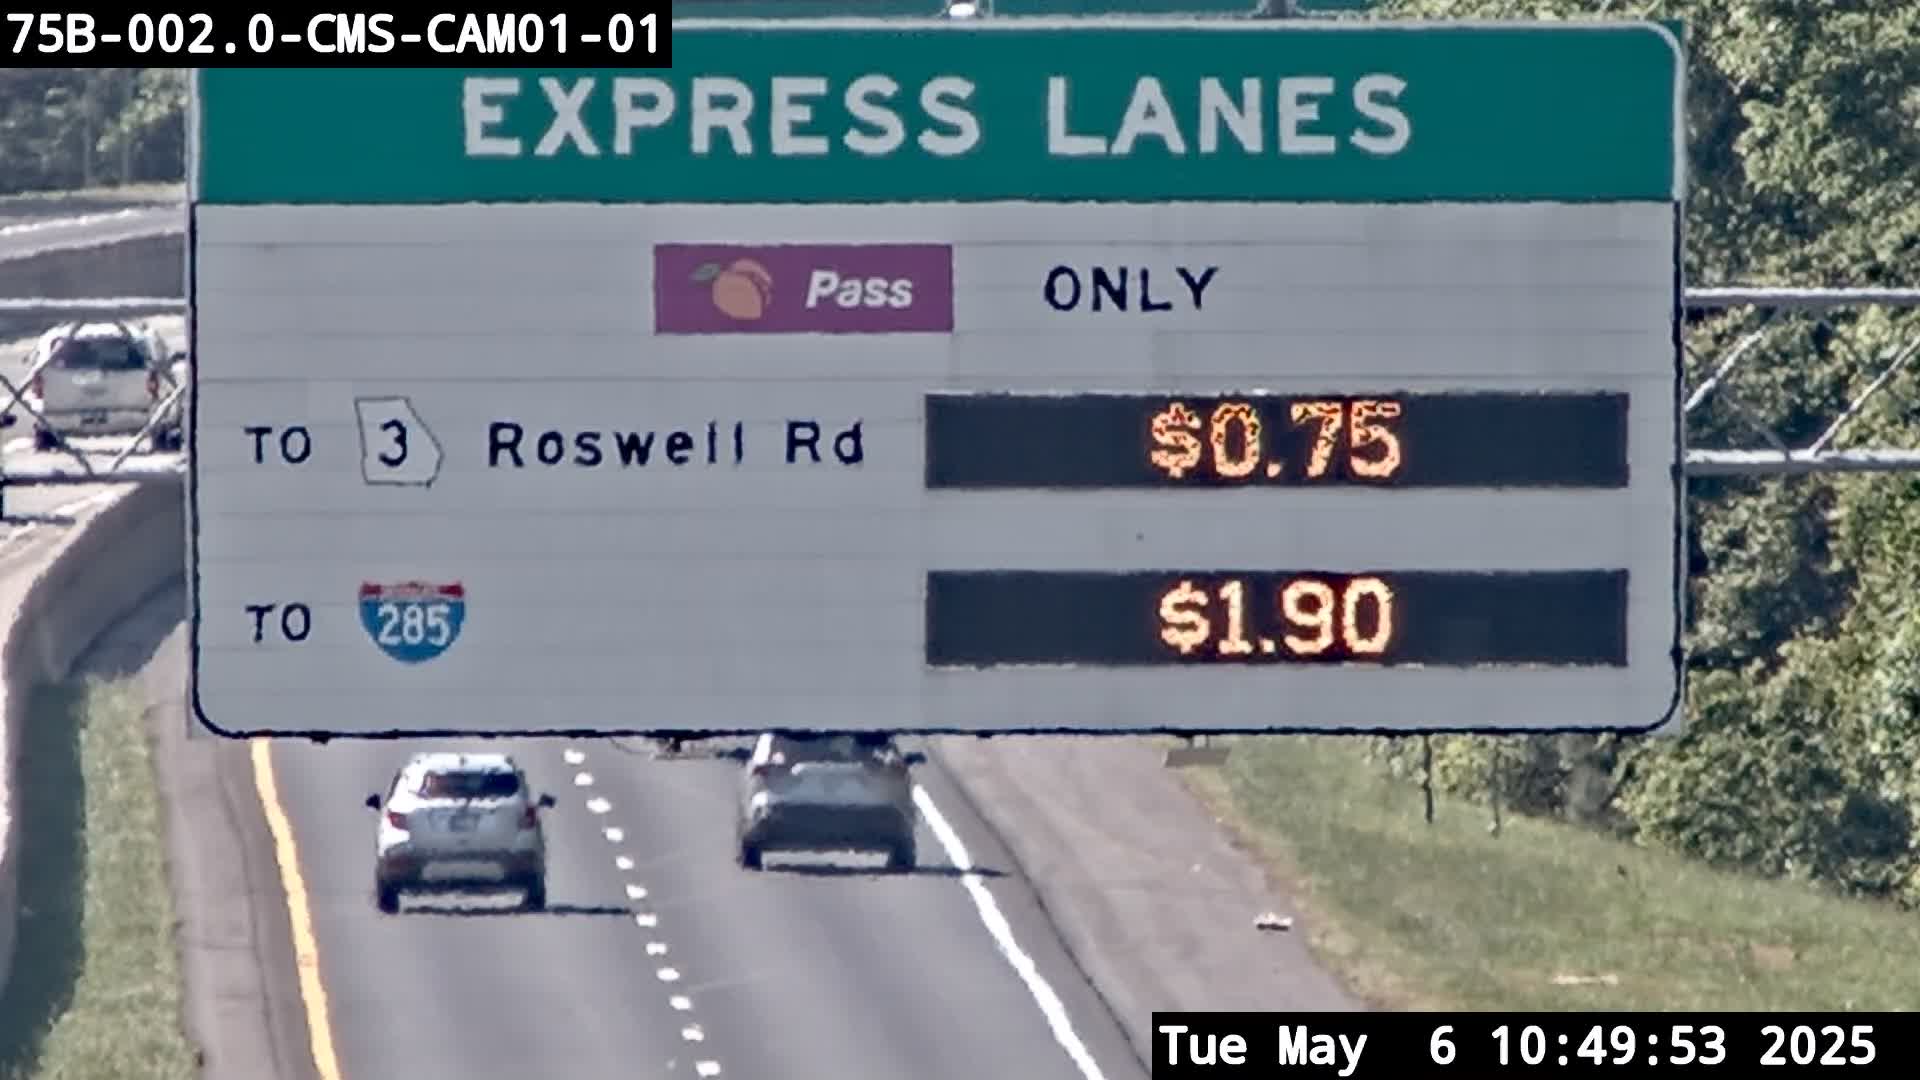 75B-002.0-CMS-CAM01-01
EXPRESS LANES
Pass ONLY
TO 3 Roswell Rd $0.75
TO 285 $1.90
Tue May 6 10:49:53 2025